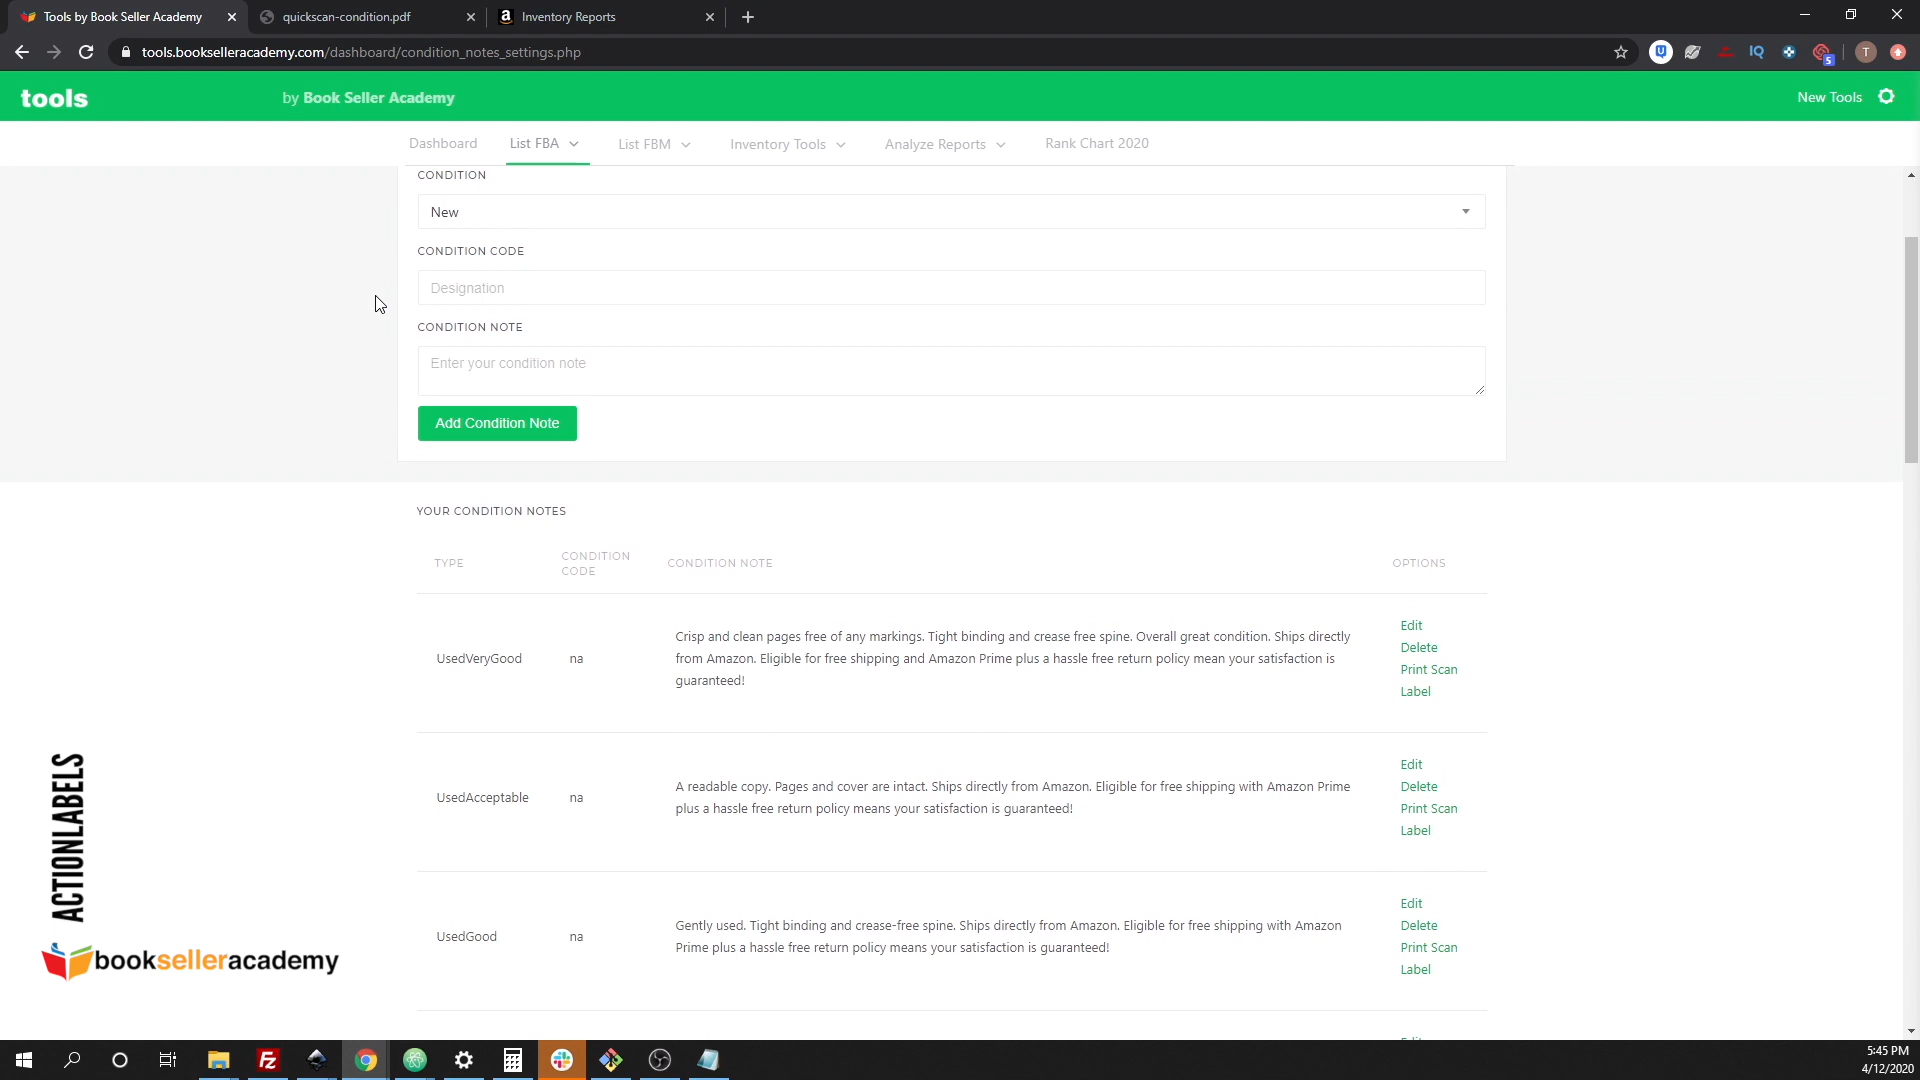 Tools by Book Seller Academy
quickscan-condition.pdf
Inventory Reports
tools.bookselleracademy.com/dashboard/condition_notes_settings.php
IQ
5
T
tools
by Book Seller Academy
New Tools
Dashboard
List FBA
List FBM
Inventory Tools
Analyze Reports
Rank Chart 2020
CONDITION
New
CONDITION CODE
Designation
CONDITION NOTE
Enter your condition note
Add Condition Note
YOUR CONDITION NOTES
TYPE
CONDITION
CODE
CONDITION NOTE
OPTIONS
UsedVeryGood
na
Crisp and clean pages free of any markings. Tight binding and crease free spine. Overall great condition. Ships directly
from Amazon. Eligible for free shipping and Amazon Prime plus a hassle free return policy mean your satisfaction is
guaranteed!
Edit
Delete
Print Scan
Label
UsedAcceptable
na
A readable copy. Pages and cover are intact. Ships directly from Amazon. Eligible for free shipping with Amazon Prime
plus a hassle free return policy means your satisfaction is guaranteed!
Edit
Delete
Print Scan
Label
UsedGood
na
Gently used. Tight binding and crease-free spine. Ships directly from Amazon. Eligible for free shipping with Amazon
Prime plus a hassle free return policy means your satisfaction is guaranteed!
Edit
Delete
Print Scan
Label
ACTIONLABELS
booksselleracademy
5:45 PM
4/12/2020